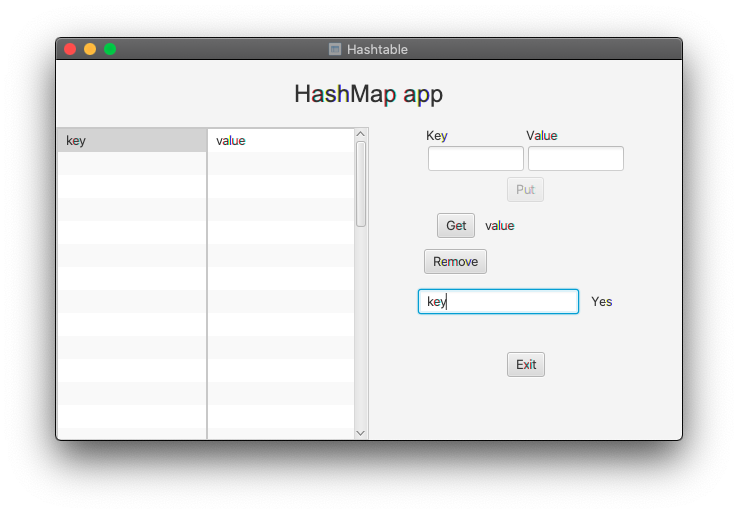 Hashtable
HashMap app
key value
Key Value
Put
Get value
Remove
key Yes
Exit